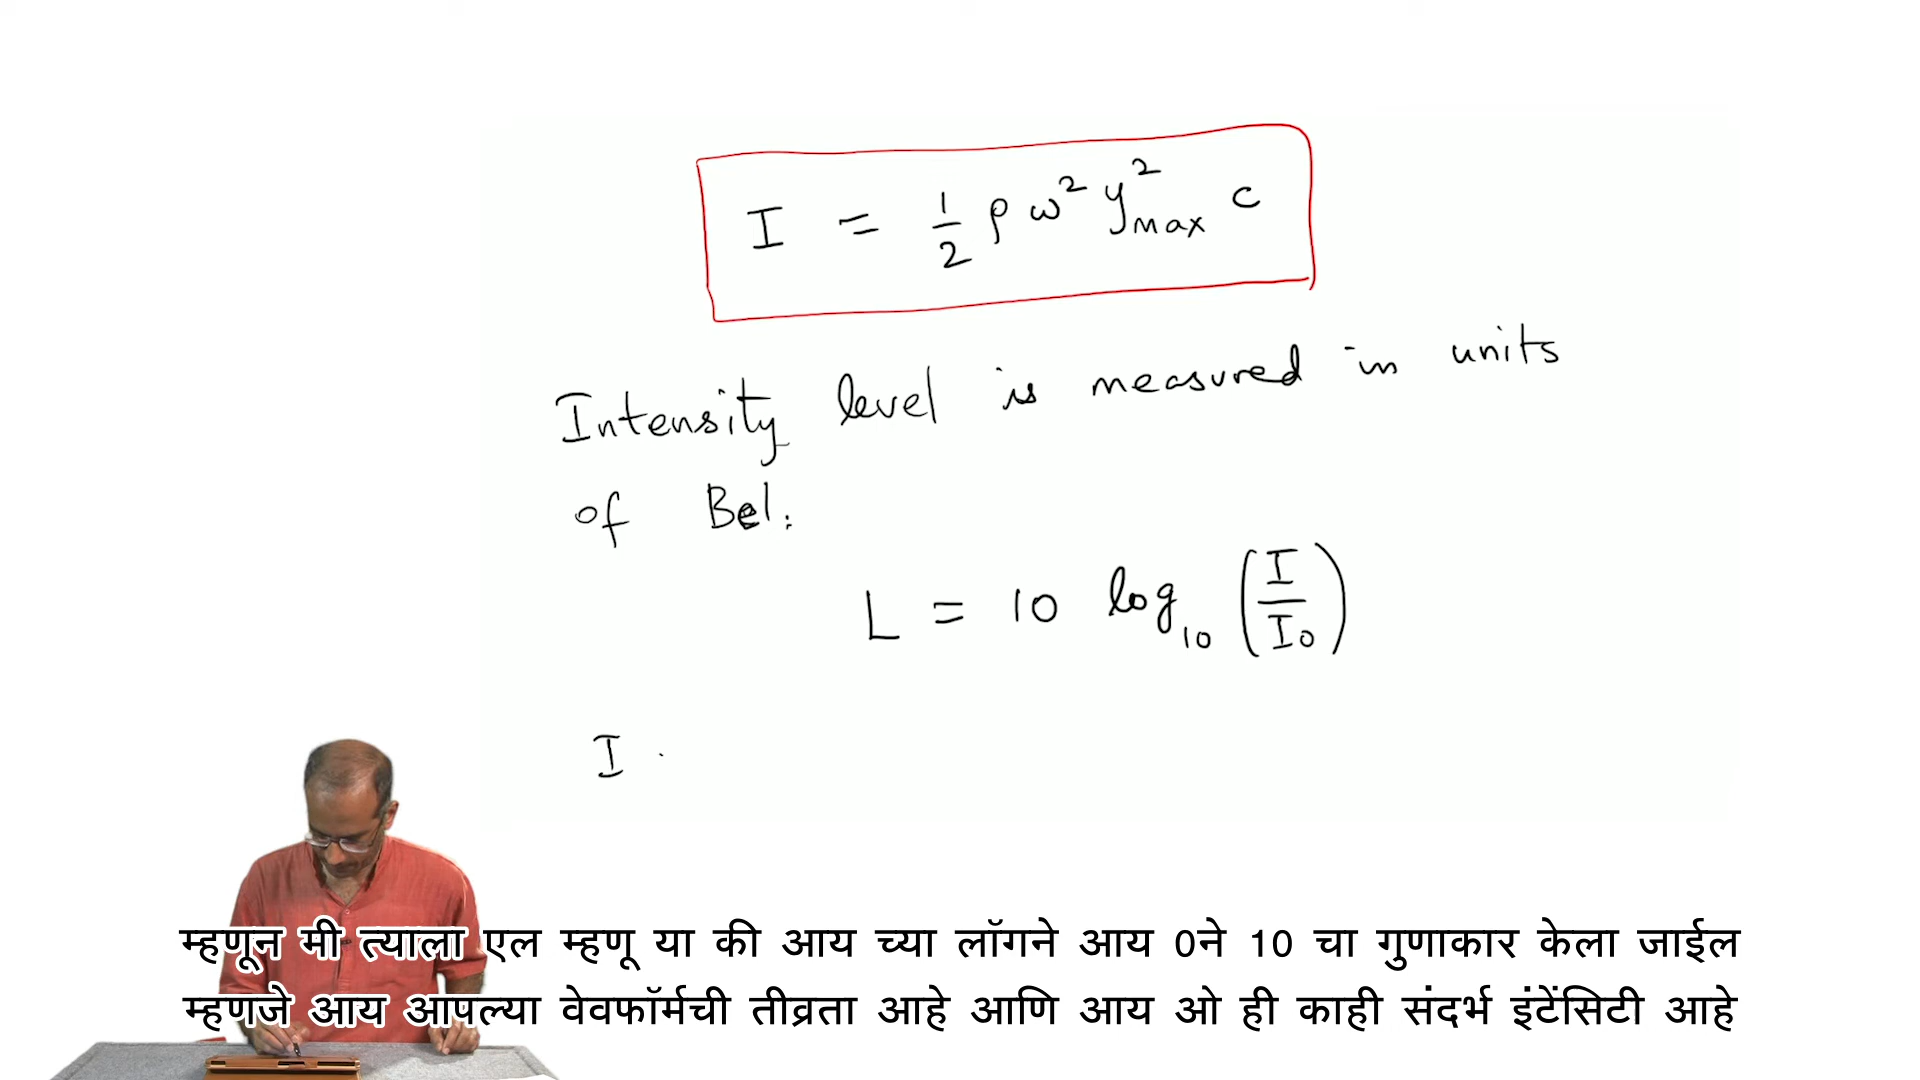 I = 1/2 ρ ω² y²max c
Intensity level is measured in units
of Bel.
L = 10 log₁₀ (I/I₀)
I
म्हणून मी त्याला एल म्हणू या की आय च्या लॉगने आय 0ने 10 चा गुणाकार केला जाईल
म्हणजे आय आपल्या वेवफॉर्मची तीव्रता आहे आणि आय ओ ही काही संदर्भ इंटेंसिटी आहे